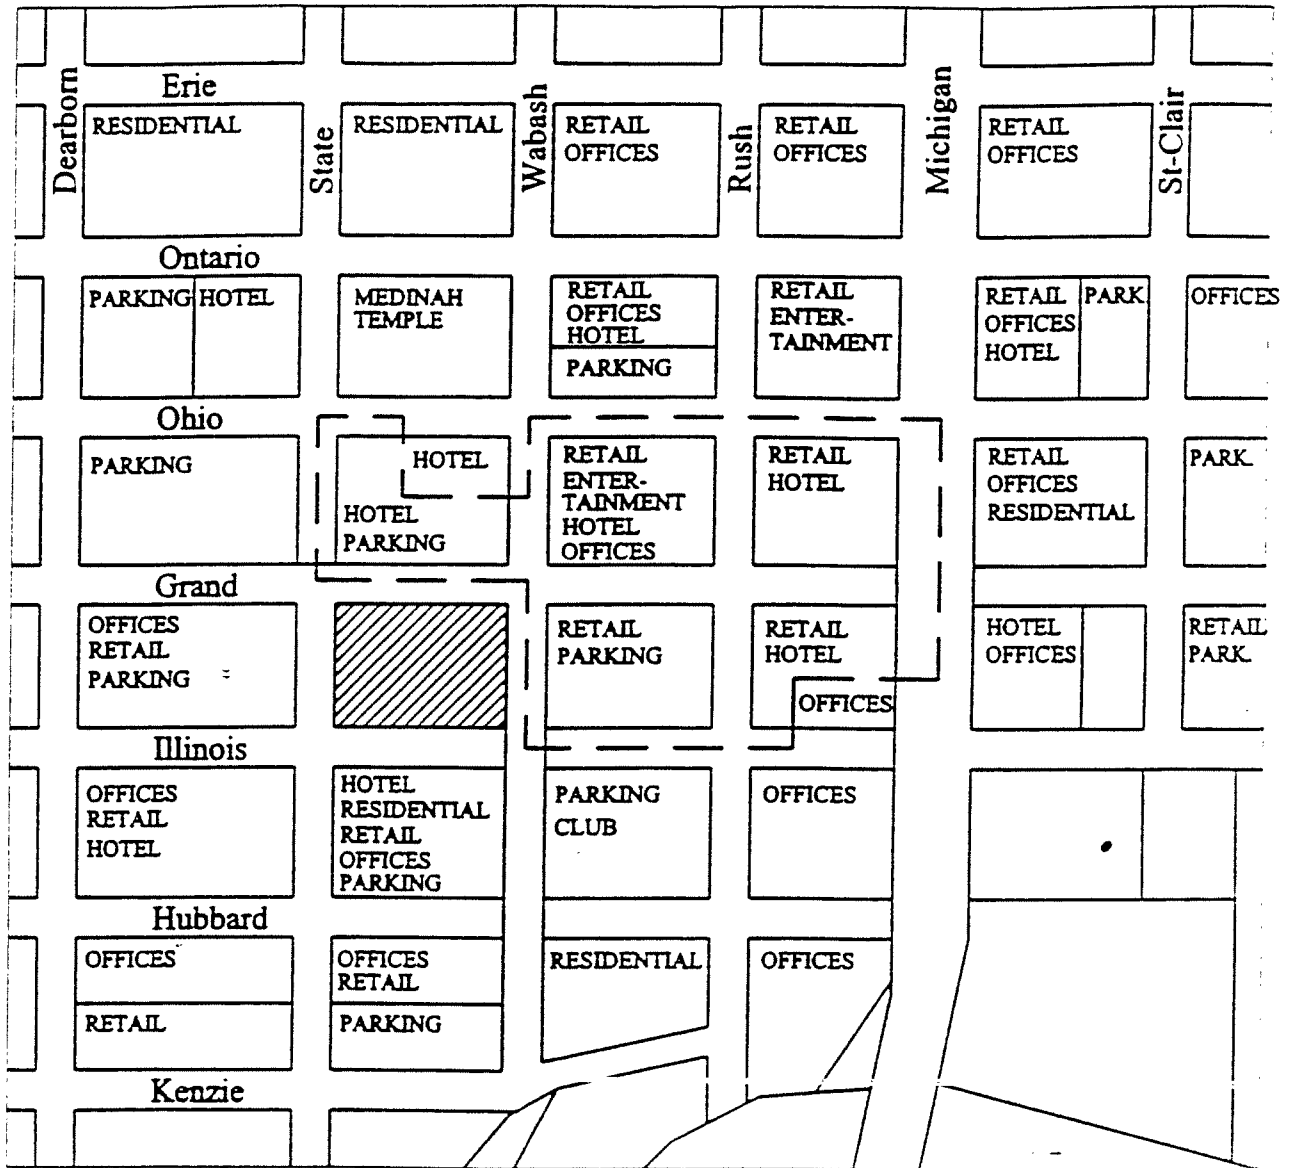 Erie
Dearborn
State
Wabash
Rush
Michigan
St-Clair
RESIDENTIAL
RESIDENTIAL
RETAIL
OFFICES
RETAIL
OFFICES
RETAIL
OFFICES
Ontario
PARKING
HOTEL
MEDINAH
TEMPLE
RETAIL
OFFICES
HOTEL
PARKING
RETAIL
ENTER-
TAINMENT
RETAIL
OFFICES
HOTEL
PARK.
OFFICES
Ohio
PARKING
HOTEL
HOTEL
PARKING
RETAIL
ENTER-
TAINMENT
HOTEL
OFFICES
RETAIL
HOTEL
RETAIL
OFFICES
RESIDENTIAL
PARK.
Grand
OFFICES
RETAIL
PARKING
RETAIL
PARKING
RETAIL
HOTEL
OFFICES
HOTEL
OFFICES
RETAIL
PARK.
Illinois
OFFICES
RETAIL
HOTEL
HOTEL
RESIDENTIAL
RETAIL
OFFICES
PARKING
PARKING
CLUB
OFFICES
Hubbard
OFFICES
RETAIL
OFFICES
RETAIL
PARKING
RESIDENTIAL
OFFICES
Kenzie